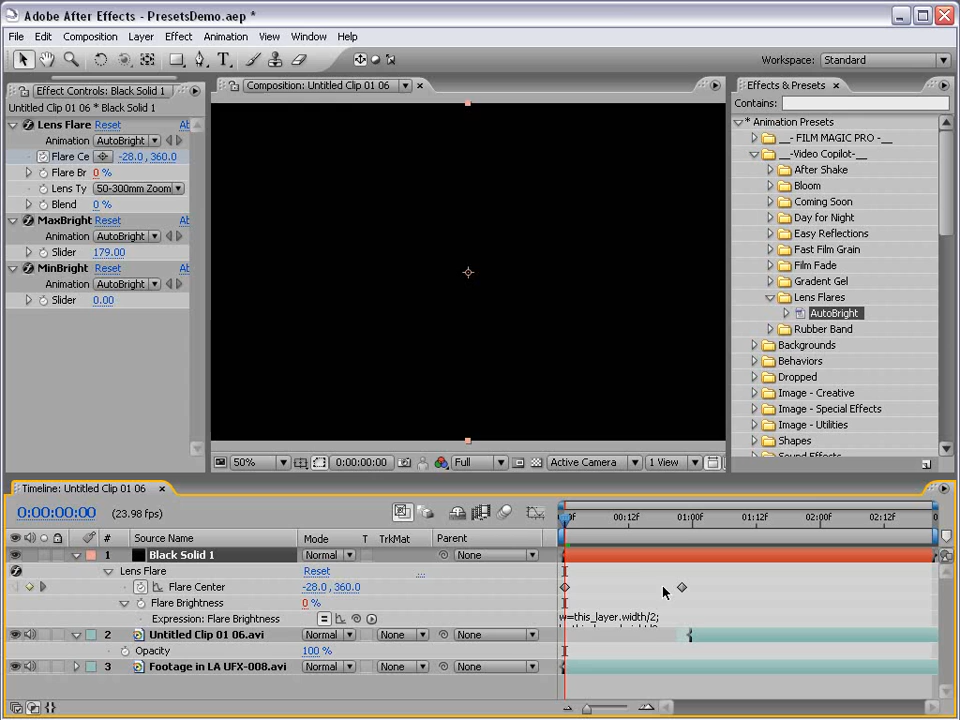 Adobe After Effects - PresetsDemo.aep *
File Edit Composition Layer Effect Animation View Window Help
Workspace: Standard
Effect Controls: Black Solid 1
Untitled Clip 01 06 * Black Solid 1
Lens Flare Reset Ab
Animation AutoBright
Flare Ce -28.0, 360.0
Flare Br 0 %
Lens Ty 50-300mm Zoom
Blend 0 %
MaxBright Reset Ab
Animation AutoBright
Slider 179.00
MinBright Reset Ab
Animation AutoBright
Slider 0.00
Composition: Untitled Clip 01 06
50% 0:00:00:00 Full Active Camera 1 View
Effects & Presets
Contains:
* Animation Presets
__- FILM MAGIC PRO -__
__-Video Copilot-__
After Shake
Bloom
Coming Soon
Day for Night
Easy Reflections
Fast Film Grain
Film Fade
Gradent Gel
Lens Flares
AutoBright
Rubber Band
Backgrounds
Behaviors
Dropped
Image - Creative
Image - Special Effects
Image - Utilities
Shapes
Sound Effects
Timeline: Untitled Clip 01 06
0:00:00:00 (23.98 fps)
00:12F 01:00F 01:12F 02:00F 02:12F
# Source Name Mode T TrkMat Parent
1 Black Solid 1 Normal None
Lens Flare Reset ...
Flare Center -28.0, 360.0
Flare Brightness 0 %
Expression: Flare Brightness w=this_layer.width/2;
2 Untitled Clip 01 06.avi Normal None None
Opacity 100 %
3 Footage in LA UFX-008.avi Normal None None